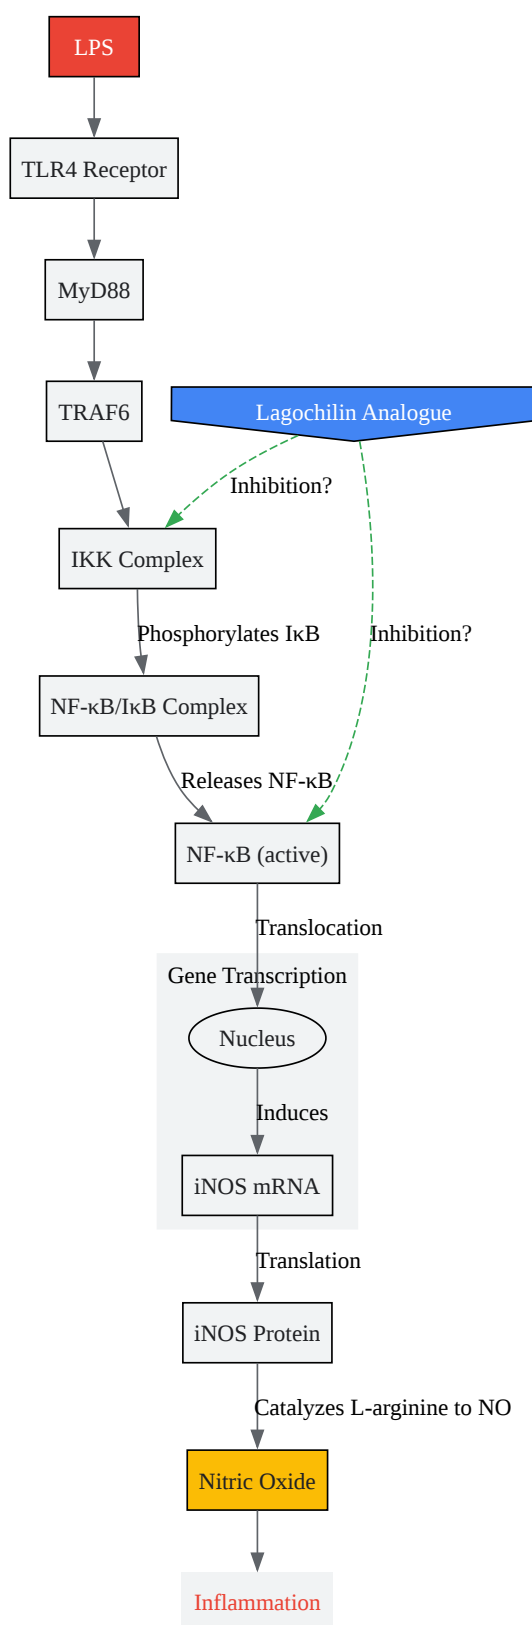 LPS
TLR4 Receptor
MyD88
TRAF6
Lagochilin Analogue
Inhibition?
IKK Complex
Phosphorylates IκB
Inhibition?
NF-κB/IκB Complex
Releases NF-κB
NF-κB (active)
Translocation
Gene Transcription
Nucleus
Induces
iNOS mRNA
Translation
iNOS Protein
Catalyzes L-arginine to NO
Nitric Oxide
Inflammation